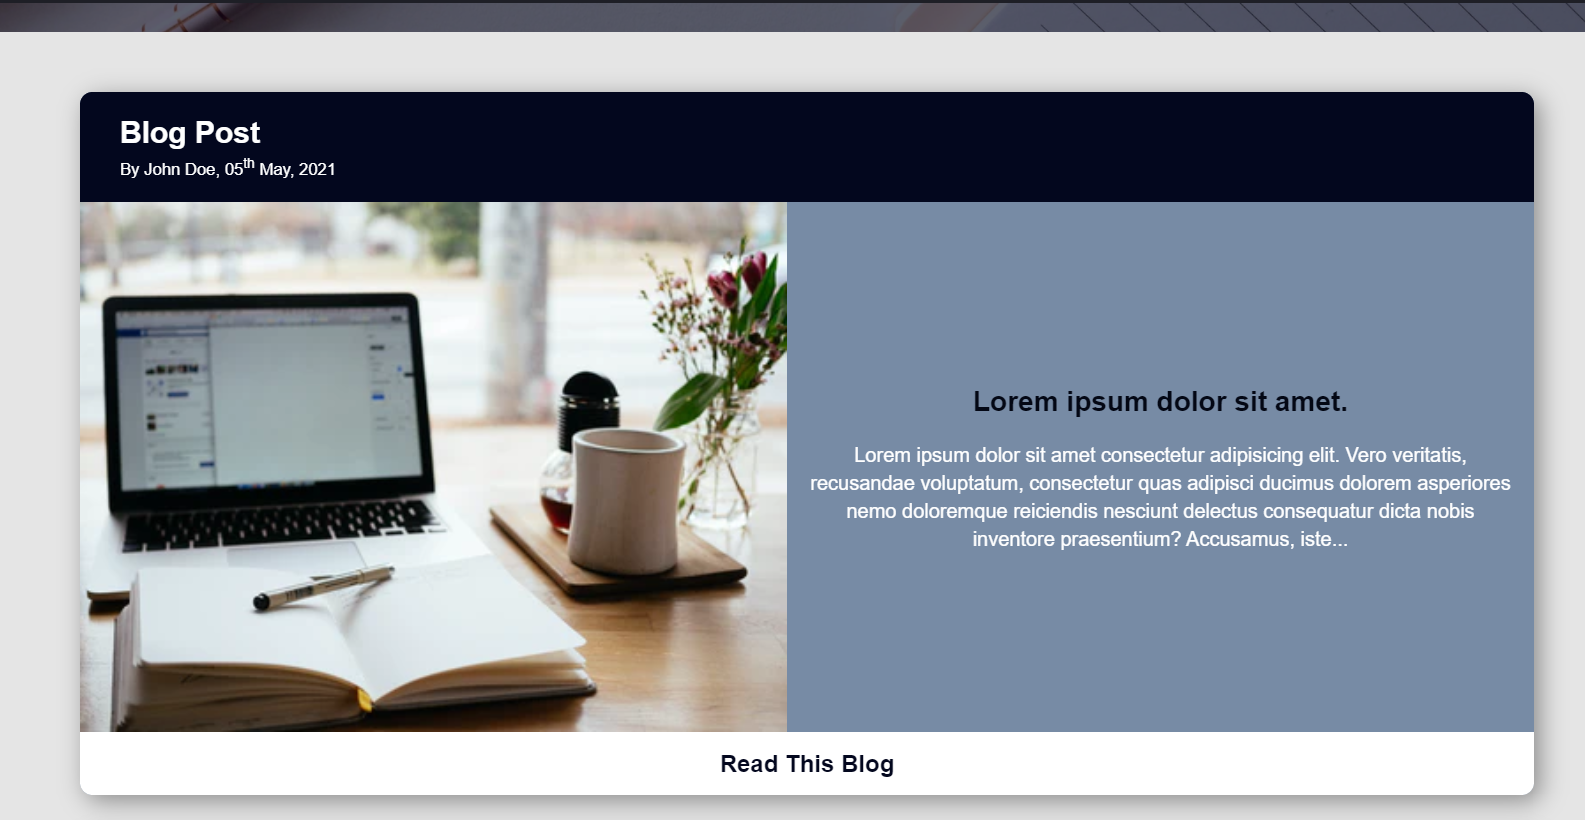 Blog Post
By John Doe, 05th May, 2021
Lorem ipsum dolor sit amet.
Lorem ipsum dolor sit amet consectetur adipisicing elit. Vero veritatis,
recusandae voluptatum, consectetur quas adipisci ducimus dolorem asperiores
nemo doloremque reiciendis nesciunt delectus consequatur dicta nobis
inventore praesentium? Accusamus, iste...
Read This Blog